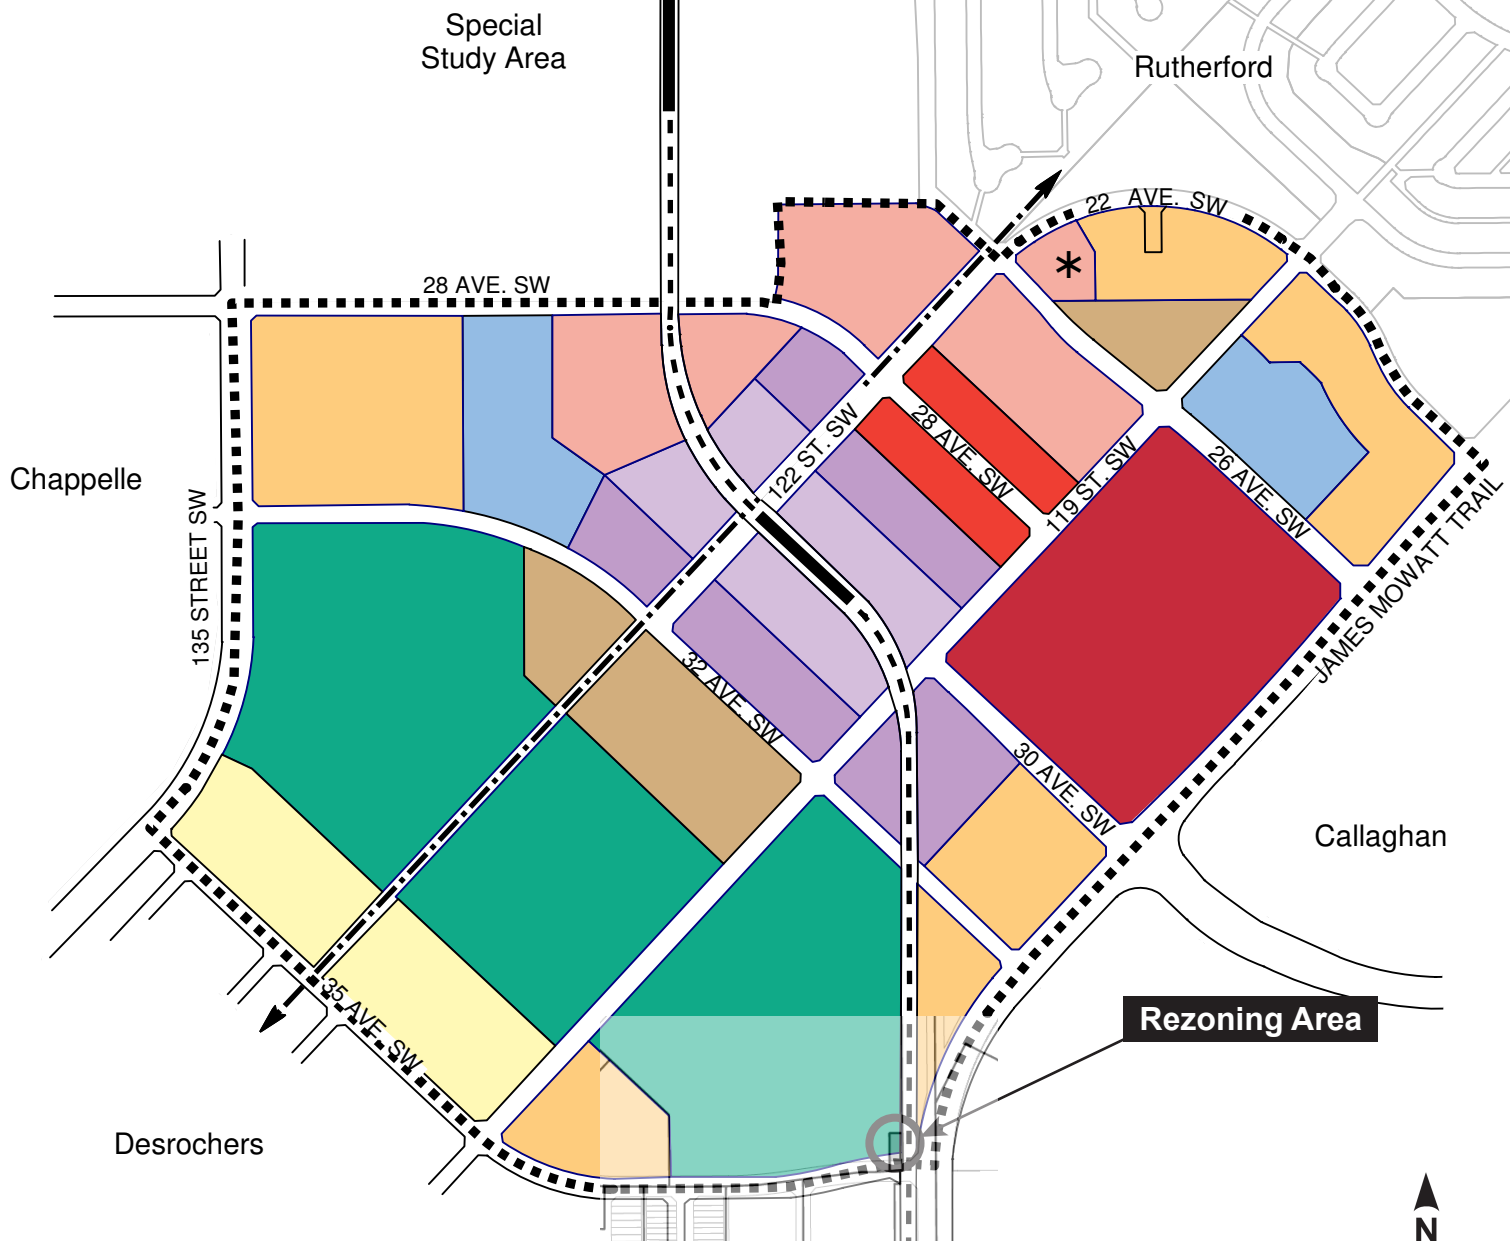 Special
Study Area
Rutherford
22 AVE. SW
*
28 AVE. SW
Chappelle
135 STREET SW
122 ST. SW
28 AVE. SW
119 ST. SW
26 AVE. SW
JAMES MOWATT TRAIL
32 AVE. SW
30 AVE. SW
Callaghan
35 AVE. SW
Rezoning Area
Desrochers
N